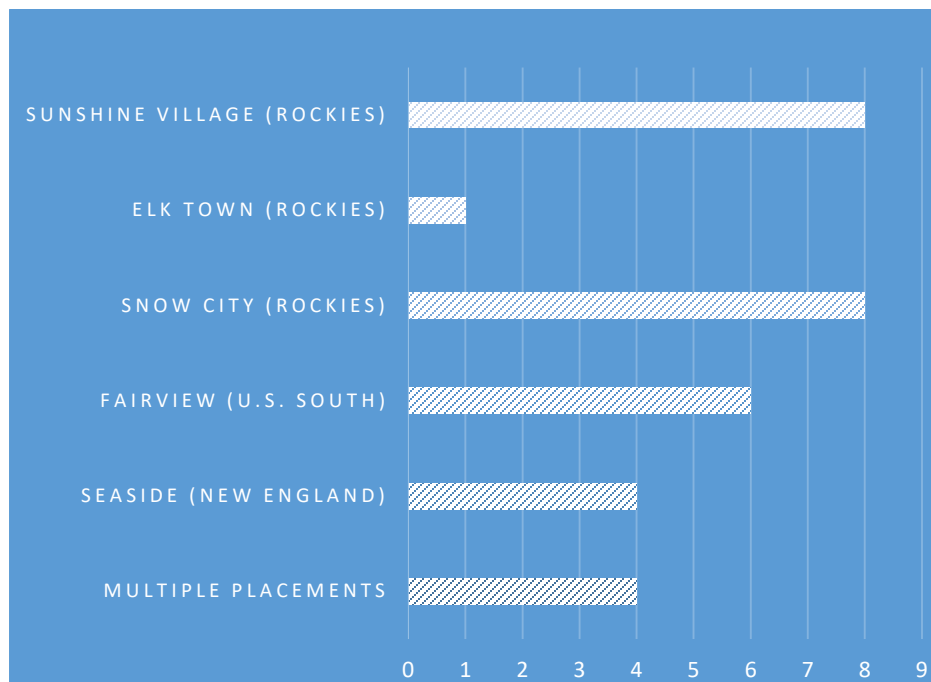 SUNSHINE VILLAGE (ROCKIES)
ELK TOWN (ROCKIES)
SNOW CITY (ROCKIES)
FAIRVIEW (U.S. SOUTH)
SEASIDE (NEW ENGLAND)
MULTIPLE PLACEMENTS
0 1 2 3 4 5 6 7 8 9